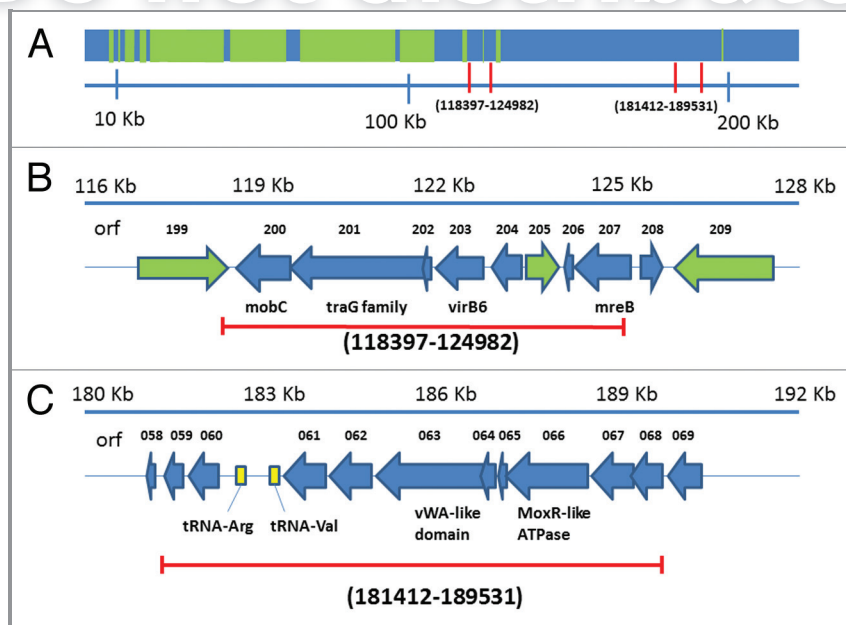 A
10 Kb
100 Kb
(118397-124982)
(181412-189531)
200 Kb
B
116 Kb 119 Kb 122 Kb 125 Kb 128 Kb
orf 199 200 201 202 203 204 205 206 207 208 209
mobC traG family virB6 mreB
(118397-124982)
C
180 Kb 183 Kb 186 Kb 189 Kb 192 Kb
orf 058 059 060 061 062 063 064 065 066 067 068 069
tRNA-Arg tRNA-Val vWA-like MoxR-like
domain ATPase
(181412-189531)